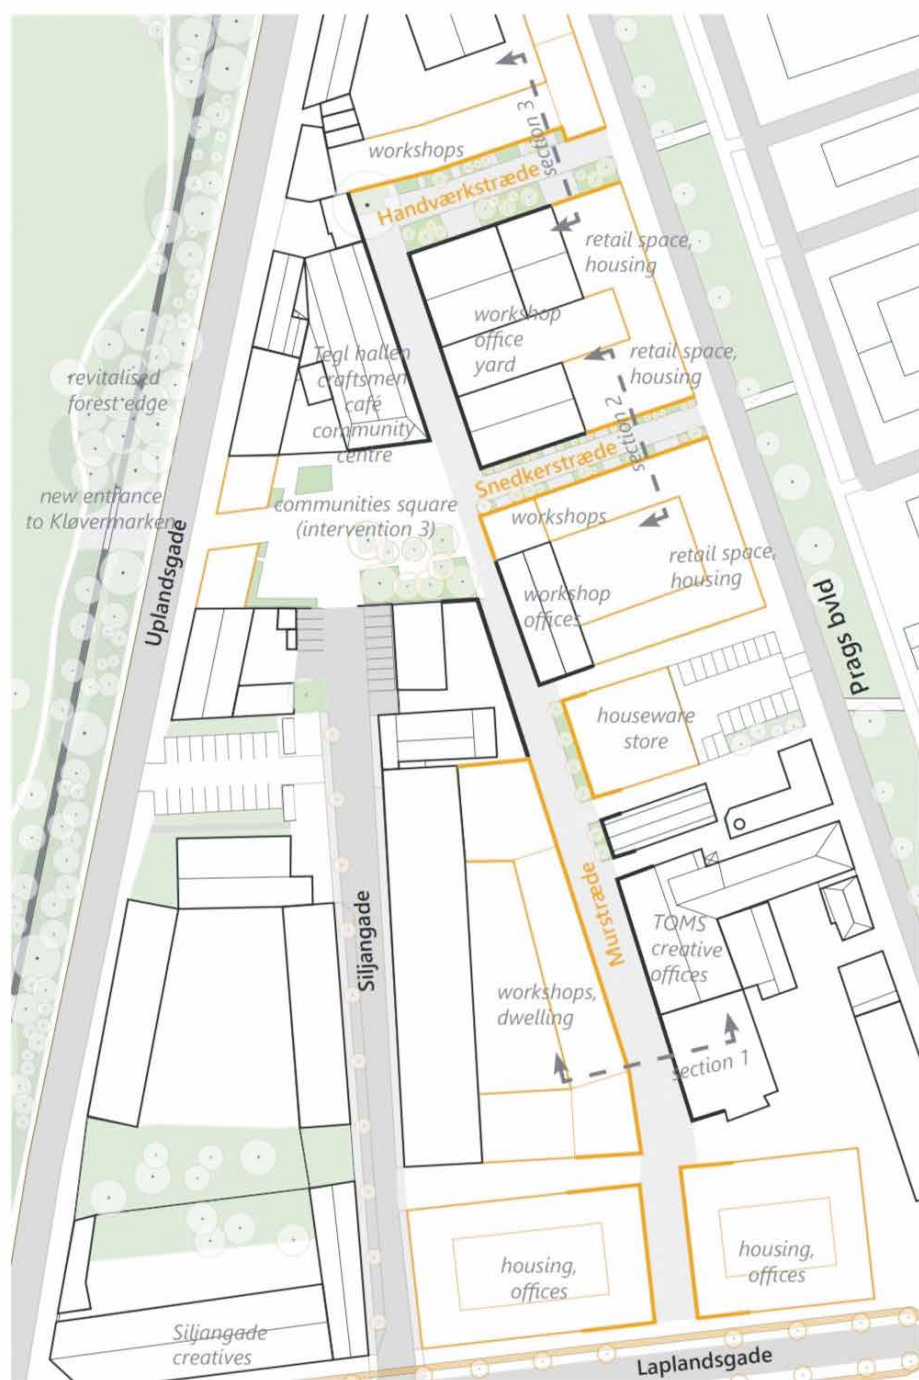 section 3
workshops
Handværkstræde
retail space,
housing
workshop
office
yard
Tegl hallen
craftsmen
café
community
centre
retail space,
housing
revitalised
forest edge
section 2
Snedkerstræde
new entrance
to Kløvermarken
communities square
(intervention 3)
workshops
retail space,
housing
workshop
offices
Uplandsgade
Prags bvld
houseware
store
Murstræde
Siljangade
TOMS
creative
offices
workshops,
dwelling
section 1
housing,
offices
housing,
offices
Siljangade
creatives
Laplandsgade